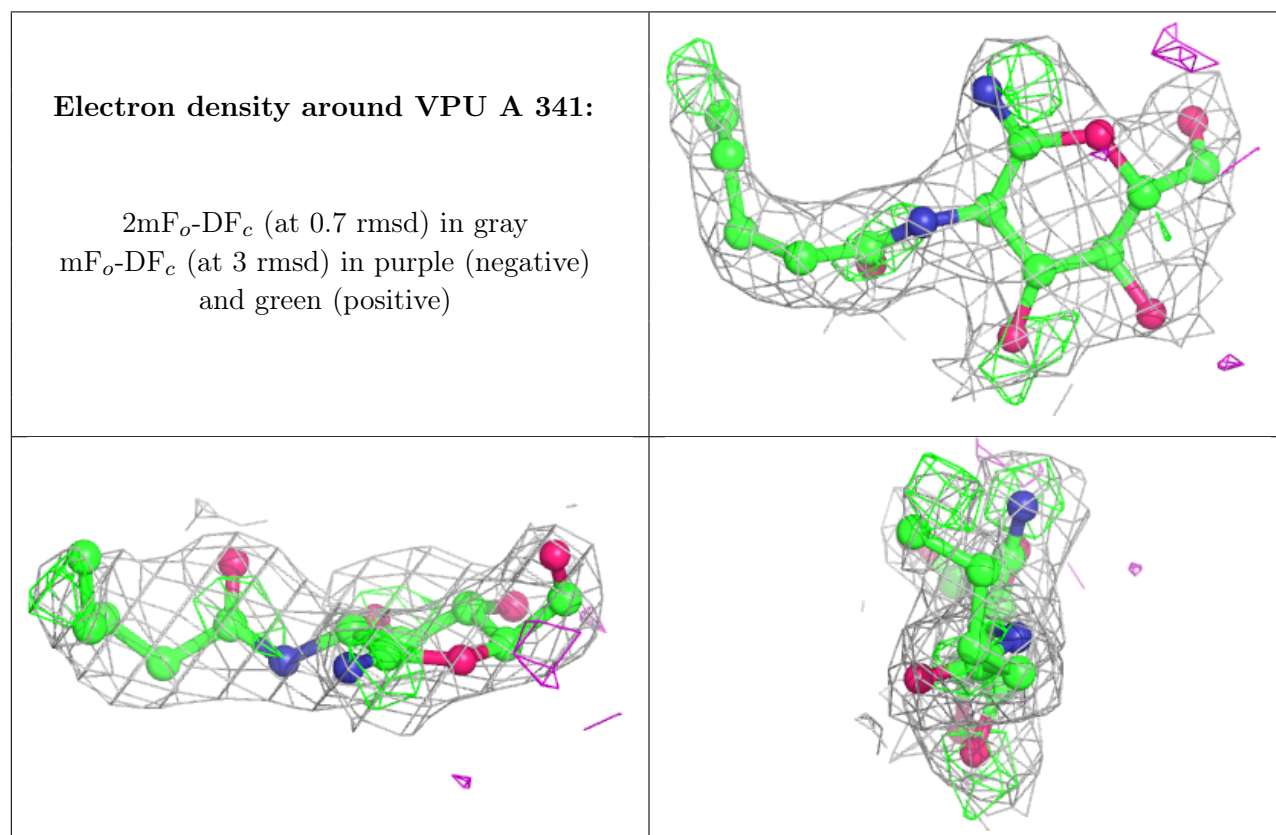 Electron density around VPU A 341:
2mFo-DFc (at 0.7 rmsd) in gray
mFo-DFc (at 3 rmsd) in purple (negative)
and green (positive)